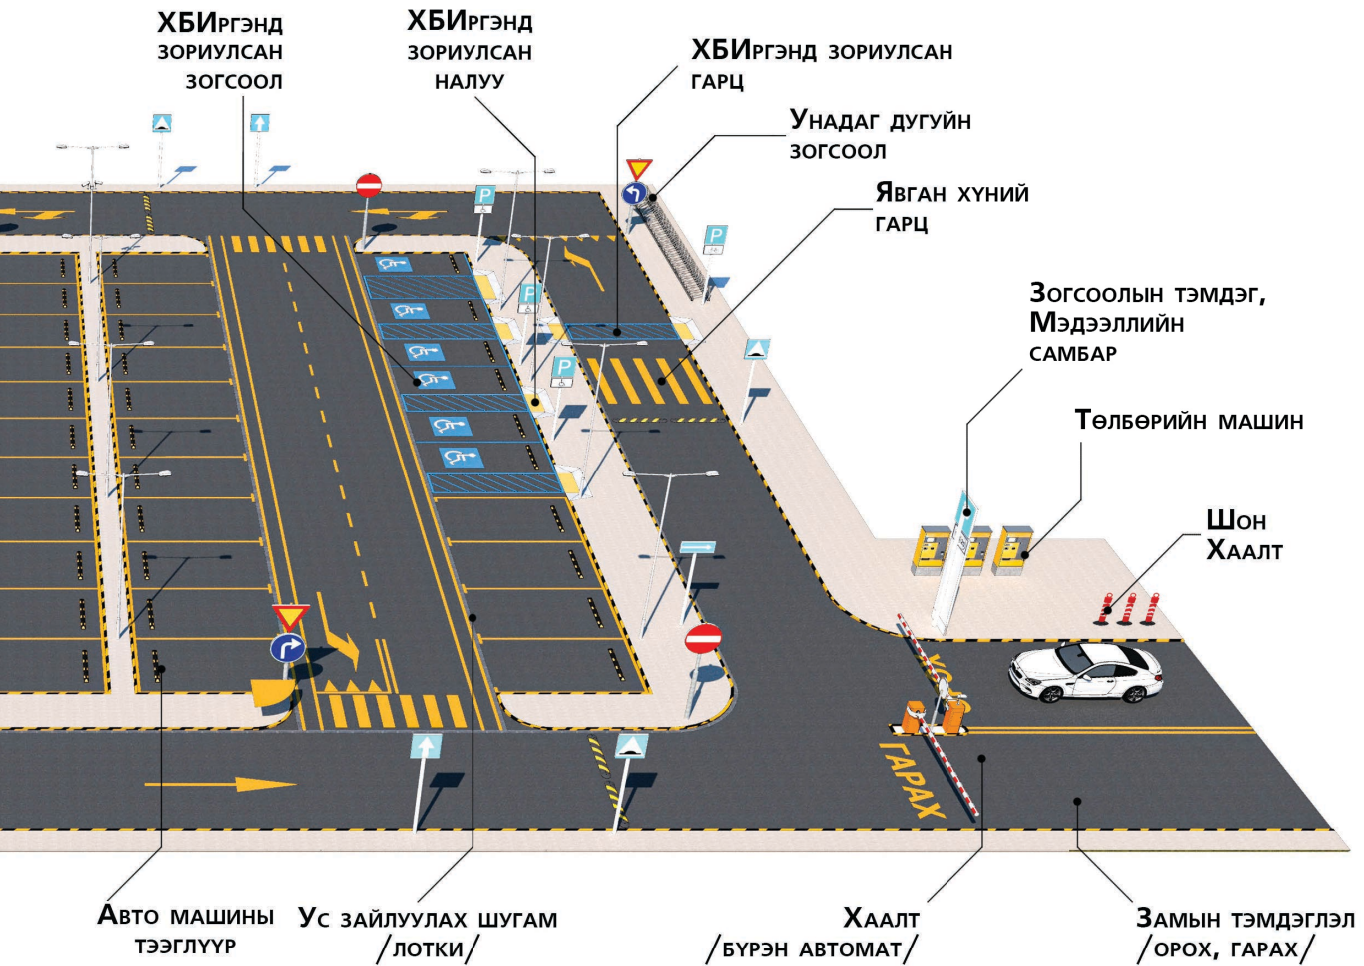 ХБИргэнд
зориулсан
зогсоол
ХБИргэнд
зориулсан
налуу
ХБИргэнд зориулсан
гарц
Унадаг дугуйн
зогсоол
Явган хүний
гарц
Зогсоолын тэмдэг,
Мэдээллийн
самбар
Төлбөрийн машин
Шон
Хаалт
P
P
P
P
ГАРАХ
Авто машины
тээглүүр
Ус зайлуулах шугам
/лотки/
Хаалт
/бүрэн автомат/
Замын тэмдэглэл
/орох, гарах/